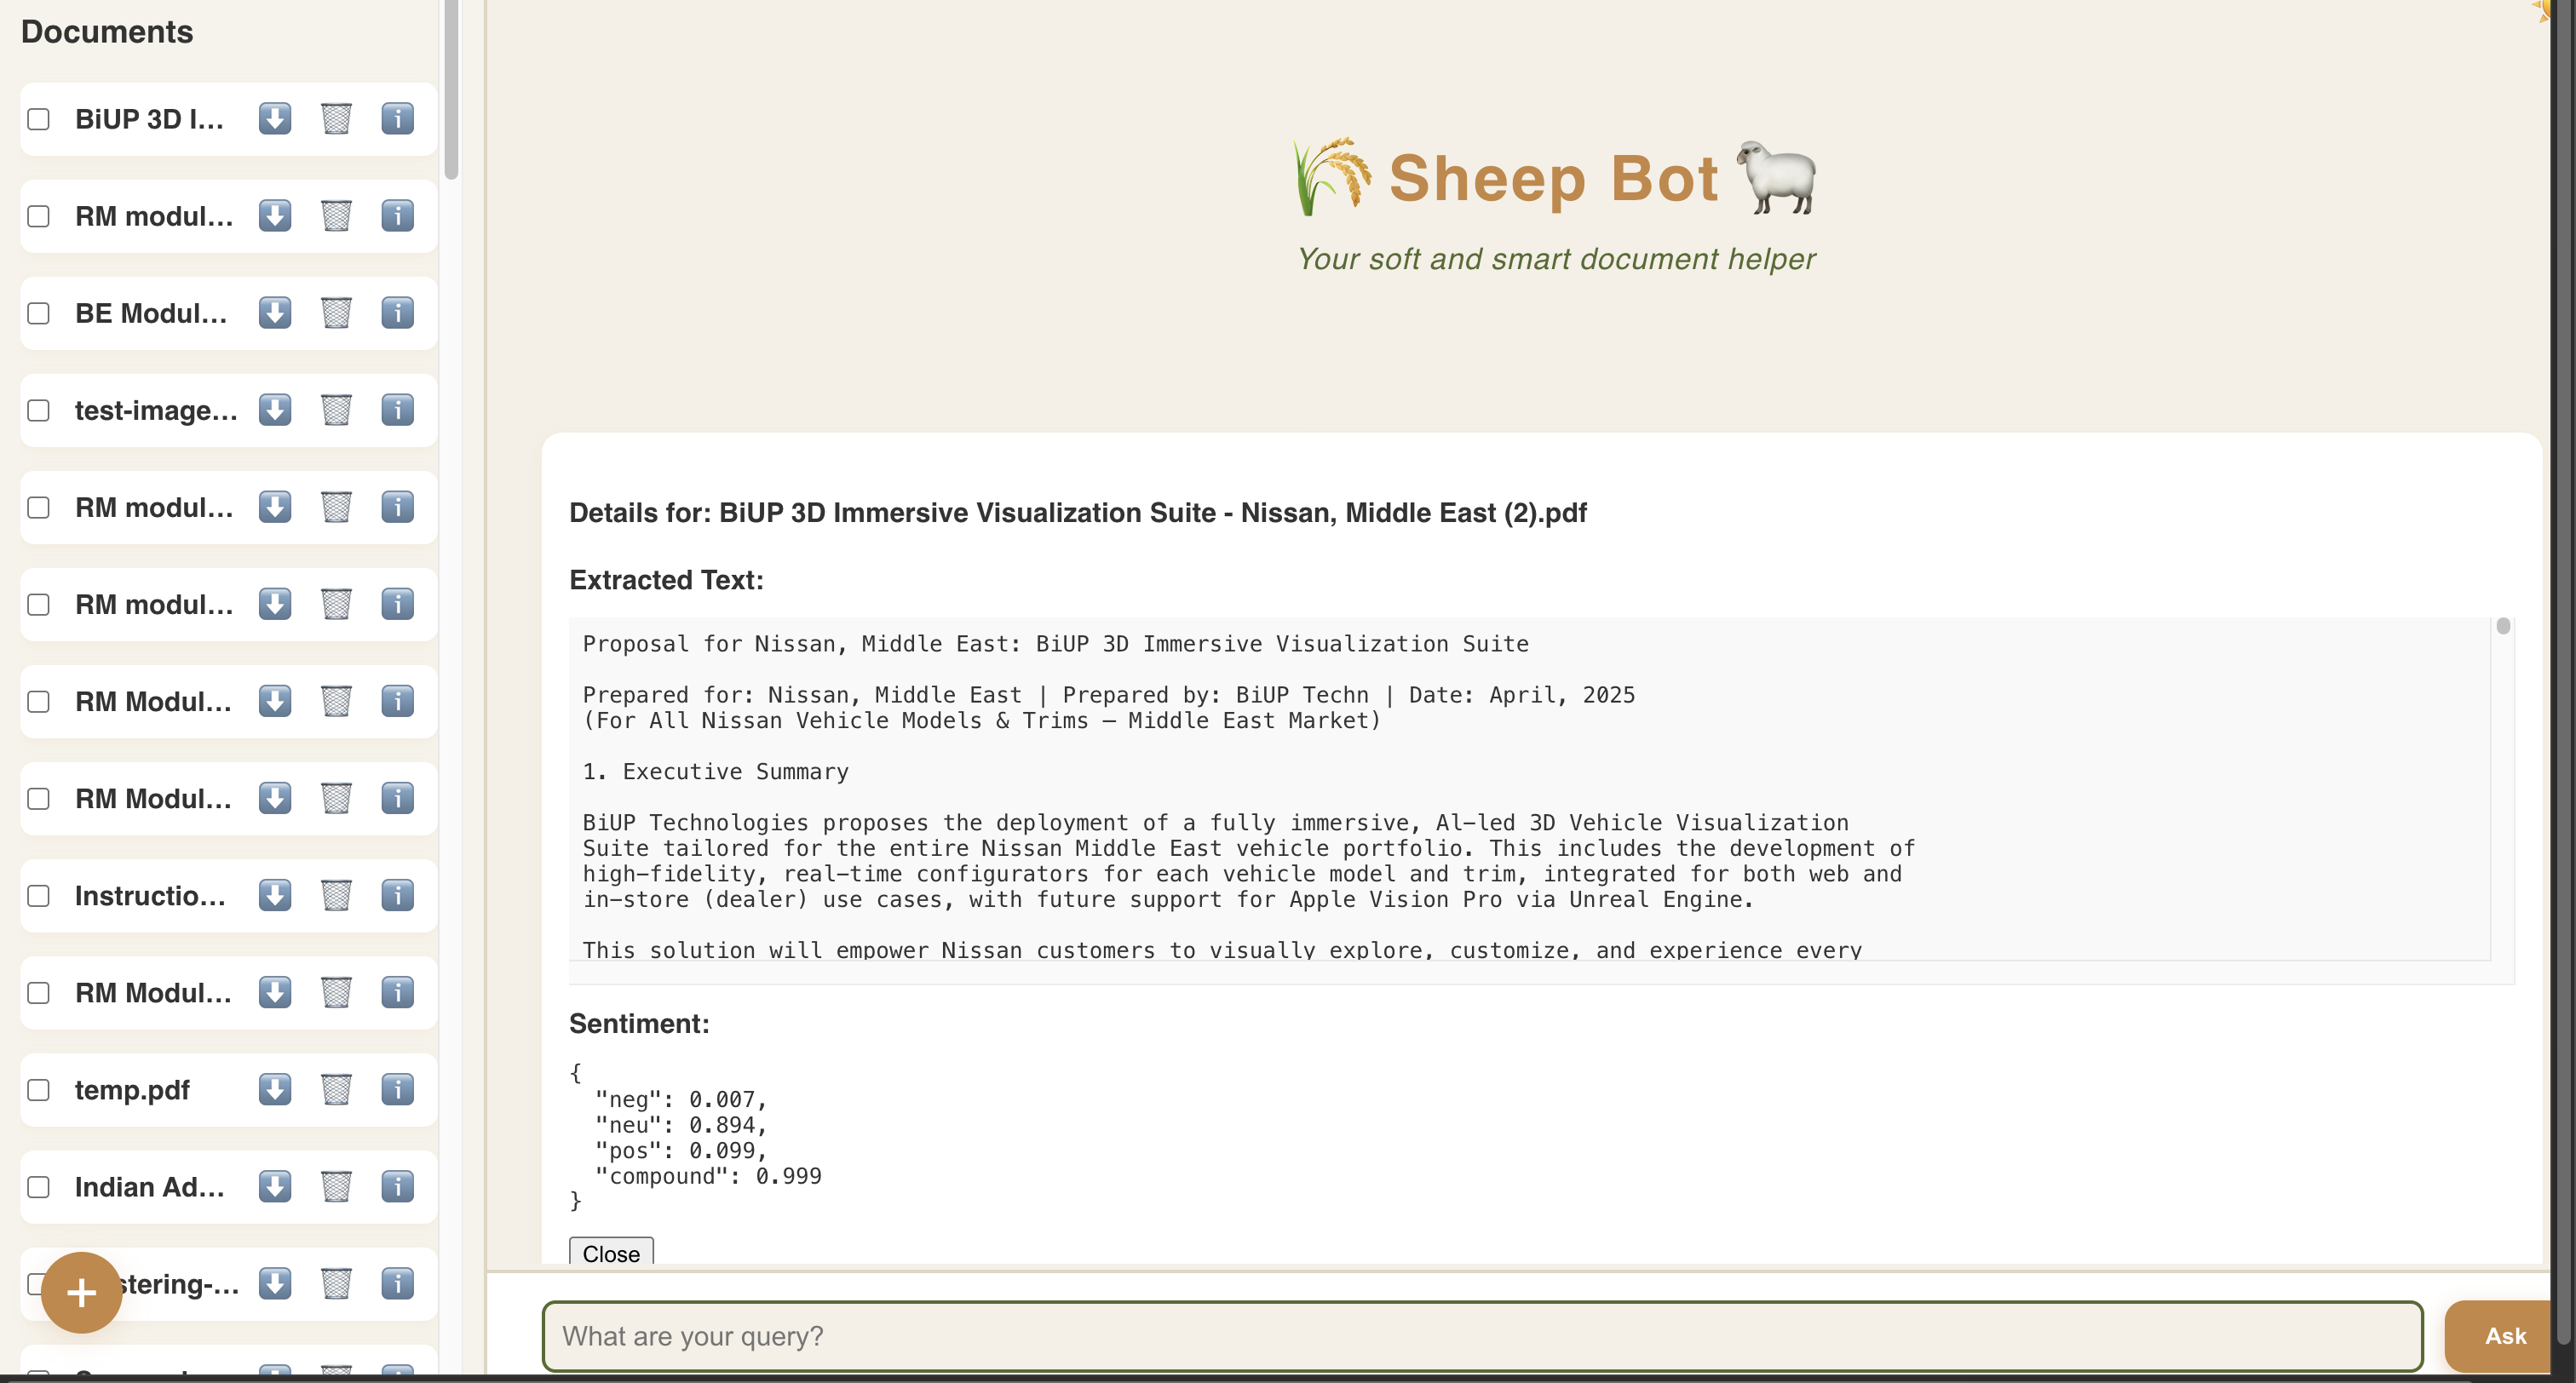 Documents
BiUP 3D I...
RM modul...
BE Modul...
test-image...
RM modul...
RM modul...
RM Modul...
RM Modul...
Instructio...
RM Modul...
temp.pdf
Indian Ad...
stering-...
Sheep Bot
Your soft and smart document helper
Details for: BiUP 3D Immersive Visualization Suite - Nissan, Middle East (2).pdf
Extracted Text:
Proposal for Nissan, Middle East: BiUP 3D Immersive Visualization Suite
Prepared for: Nissan, Middle East | Prepared by: BiUP Techn | Date: April, 2025
(For All Nissan Vehicle Models & Trims – Middle East Market)
1. Executive Summary
BiUP Technologies proposes the deployment of a fully immersive, Al-led 3D Vehicle Visualization
Suite tailored for the entire Nissan Middle East vehicle portfolio. This includes the development of
high-fidelity, real-time configurators for each vehicle model and trim, integrated for both web and
in-store (dealer) use cases, with future support for Apple Vision Pro via Unreal Engine.
This solution will empower Nissan customers to visually explore, customize, and experience every
Sentiment:
{
"neg": 0.007,
"neu": 0.894,
"pos": 0.099,
"compound": 0.999
}
Close
What are your query?
Ask